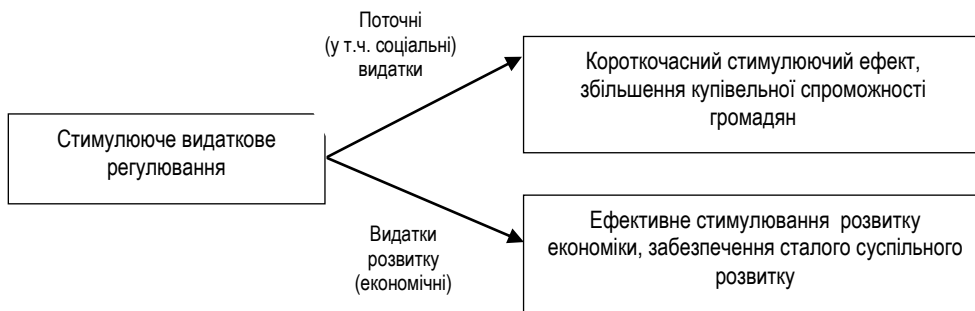 Поточні
(у т.ч. соціальні)
видатки
Короткочасний стимулюючий ефект,
збільшення купівельної спроможності
громадян
Стимулююче видаткове
регулювання
Видатки
розвитку
(економічні)
Ефективне стимулювання розвитку
економіки, забезпечення сталого суспільного
розвитку